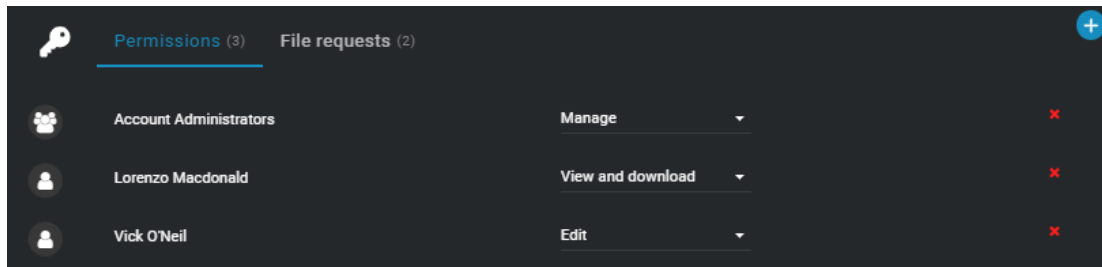 Permissions (3) File requests (2)
Account Administrators Manage
Lorenzo Macdonald View and download
Vick O'Neil Edit